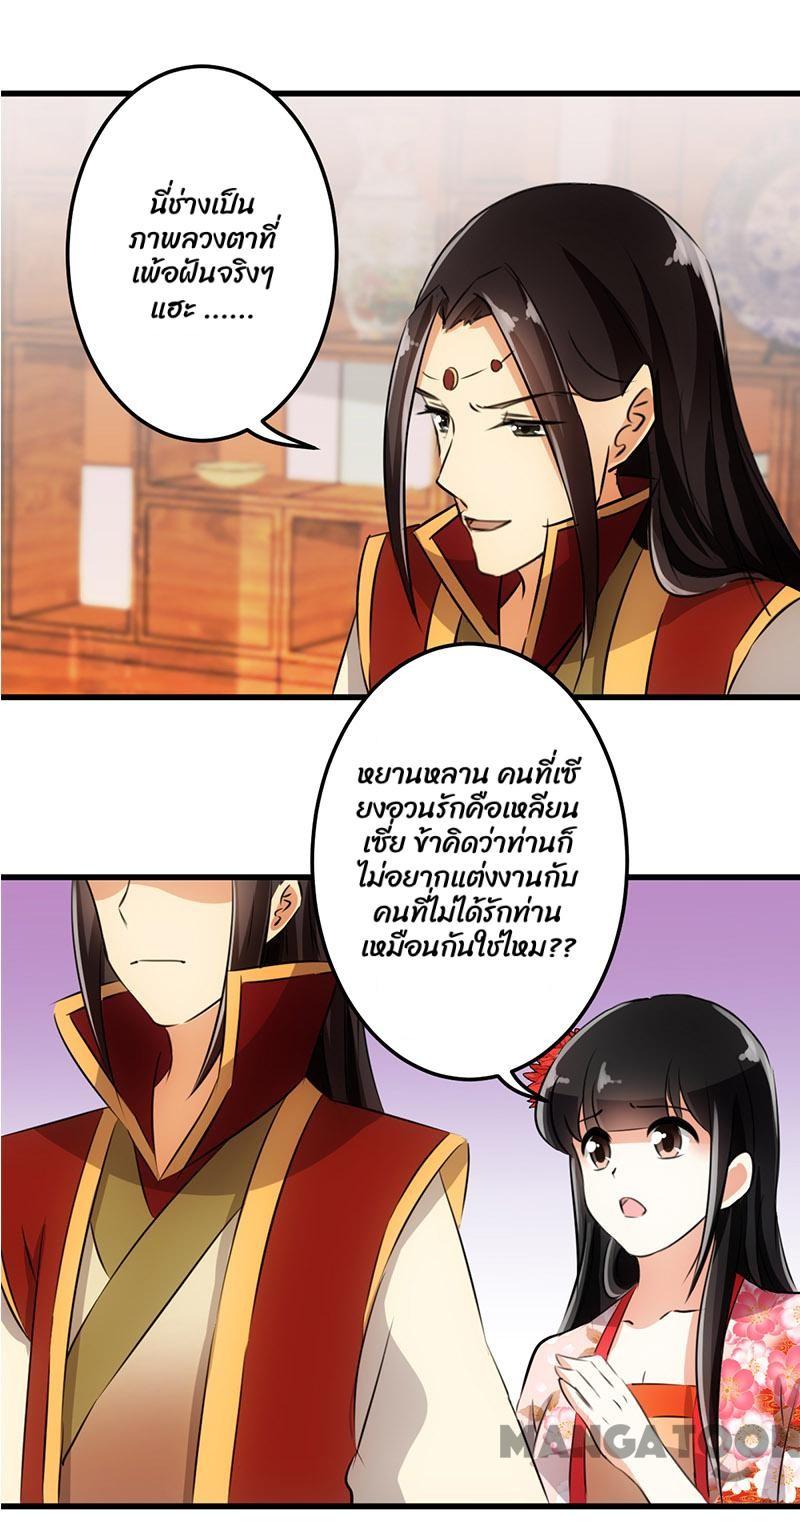 นี่ช่างเป็น
ภาพลวงตาที่
เพ้อฝันจริงๆ
แฮะ ......
หยานหลาน คนที่เซี
ยงอวนรักคือเหลียน
เซี่ย ข้าคิดว่าท่านก็
ไม่อยากแต่งงานกับ
คนที่ไม่ได้รักท่าน
เหมือนกันใช่ไหม??
MANGATOON